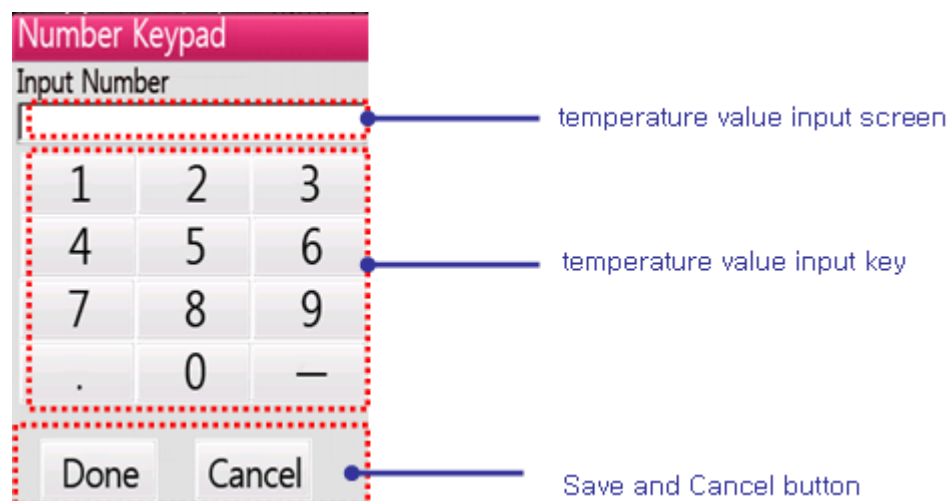 Number Keypad
Input Number
temperature value input screen
1 2 3
4 5 6
temperature value input key
7 8 9
. 0 —
Done Cancel
Save and Cancel button